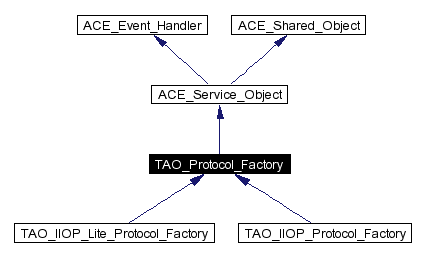 ACE_Event_Handler
ACE_Shared_Object
ACE_Service_Object
TAO_Protocol_Factory
TAO_IIOP_Lite_Protocol_Factory
TAO_IIOP_Protocol_Factory